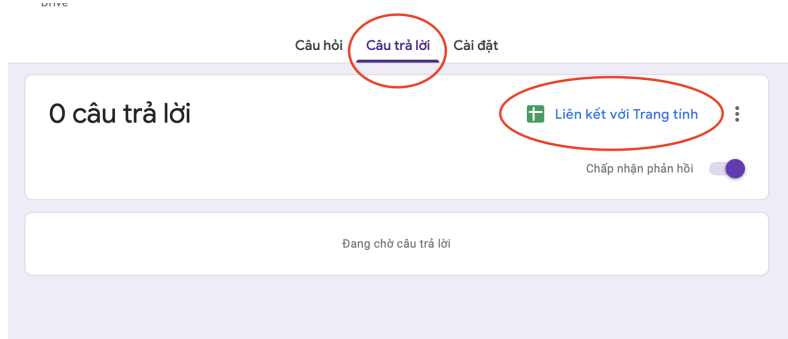 Drive
Câu hỏi Câu trả lời Cài đặt
0 câu trả lời
Liên kết với Trang tính
Chấp nhận phản hồi
Đang chờ câu trả lời